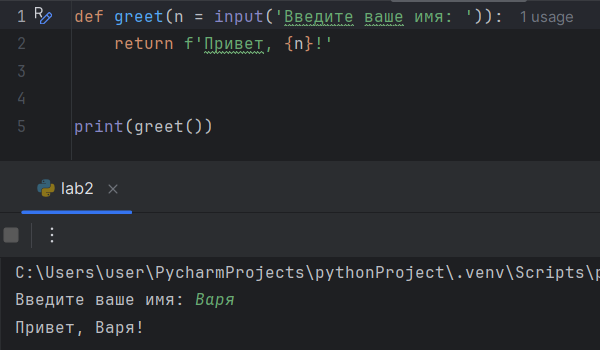 1 R def greet(n = input('Введите ваше имя: ')): 1 usage
2 return f'Привет, {n}!'
3
4
5 print(greet())
lab2 ×
C:\Users\user\PycharmProjects\pythonProject\.venv\Scripts\p
Введите ваше имя: Варя
Привет, Варя!